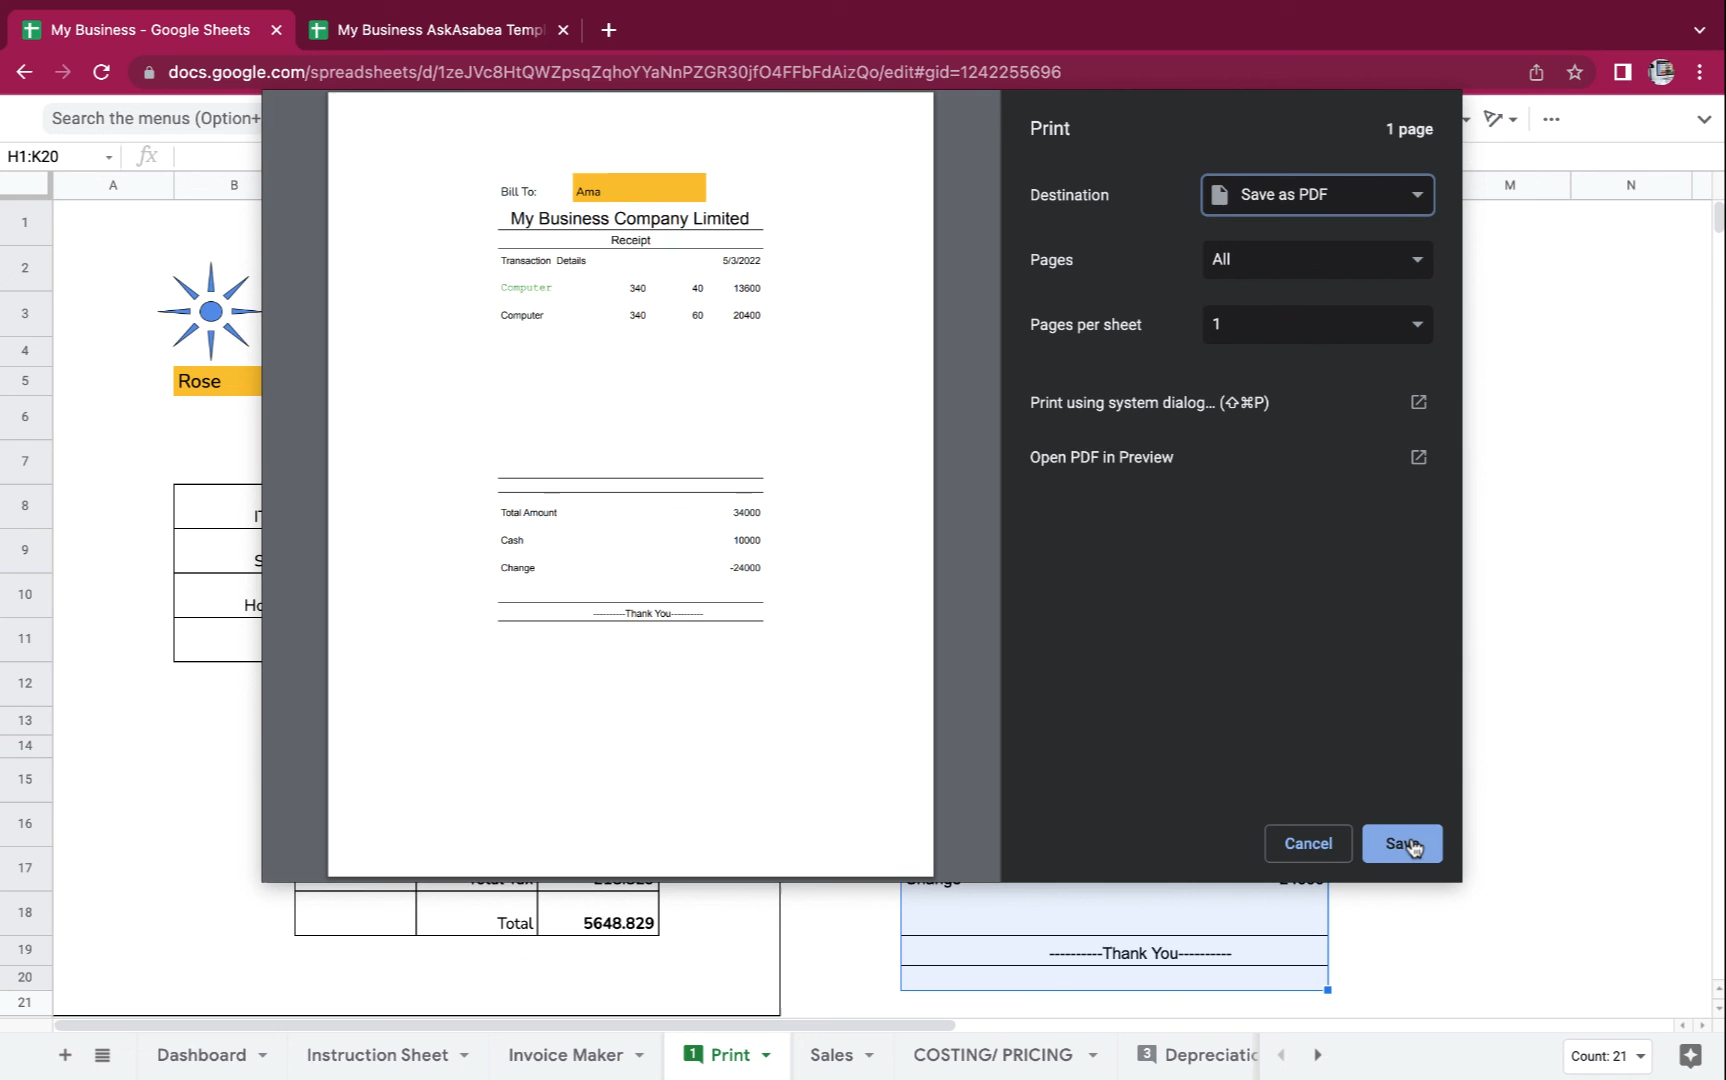 My Business - Google Sheets
My Business AskAsabea Templ
docs.google.com/spreadsheets/d/1zeJVc8HtQWZpsqZqhoYYaNnPZGR30jfO4FFbFdAizQo/edit#gid=1242255696
Search the menus (Option+
H1:K20
fx
A B M N
1
2
3
4
5 Rose
6
7
8
9
10 Ho
11
12
13
14
15
16
17
18 Total 5648.829
19 ----------Thank You----------
20
21
Bill To: Ama
My Business Company Limited
Receipt
Transaction Details 5/3/2022
Computer 340 40 13600
Computer 340 60 20400
Total Amount 34000
Cash 10000
Change -24000
----------Thank You----------
Print 1 page
Destination Save as PDF
Pages All
Pages per sheet 1
Print using system dialog... (⇧⌘P)
Open PDF in Preview
Cancel Save
Dashboard Instruction Sheet Invoice Maker 1 Print Sales COSTING/ PRICING 3 Depreciatio
Count: 21